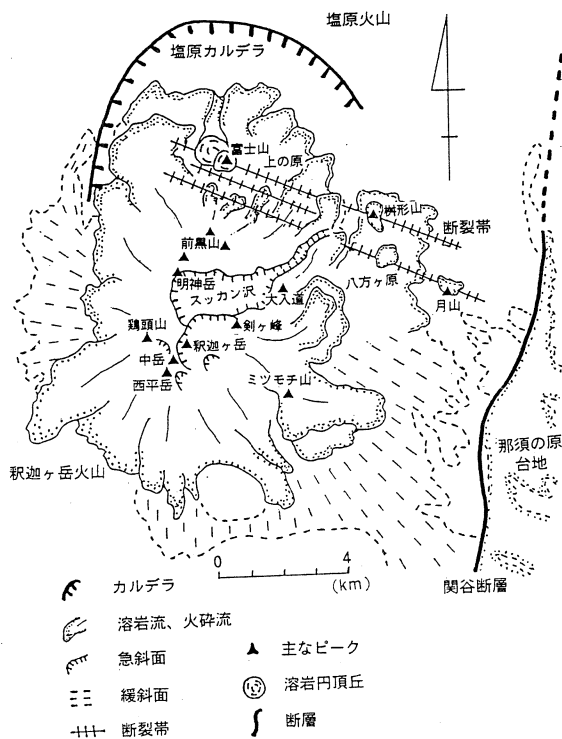 塩原火山
塩原カルデラ
富士山
上の原
桝形山
断裂帯
前黒山
明神岳
スッカン沢
大入道
八方ヶ原
月山
鶏頭山
剣ヶ峰
釈迦ヶ岳
中岳
西平岳
ミツモチ山
那須の原
台地
釈迦ヶ岳火山
0 4
(km)
関谷断層
カルデラ
溶岩流、火砕流
主なピーク
急斜面
溶岩円頂丘
緩斜面
断層
断裂帯